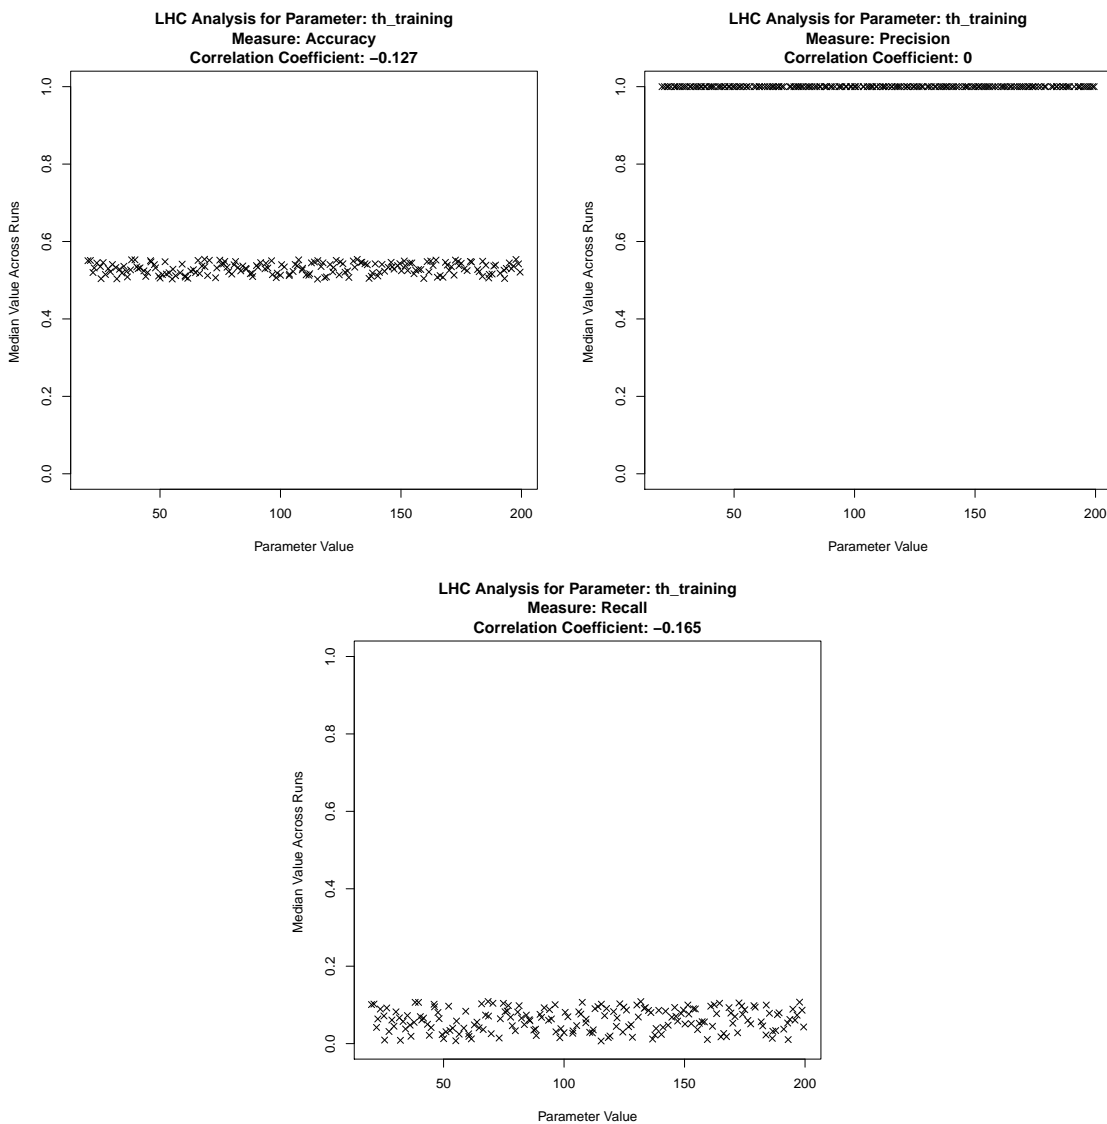 LHC Analysis for Parameter: th_training
Measure: Accuracy
Correlation Coefficient: −0.127
Median Value Across Runs
1.0
0.8
0.6
0.4
0.2
0.0
50
100
150
200
Parameter Value
LHC Analysis for Parameter: th_training
Measure: Precision
Correlation Coefficient: 0
Median Value Across Runs
1.0
0.8
0.6
0.4
0.2
0.0
50
100
150
200
Parameter Value
LHC Analysis for Parameter: th_training
Measure: Recall
Correlation Coefficient: −0.165
Median Value Across Runs
1.0
0.8
0.6
0.4
0.2
0.0
50
100
150
200
Parameter Value